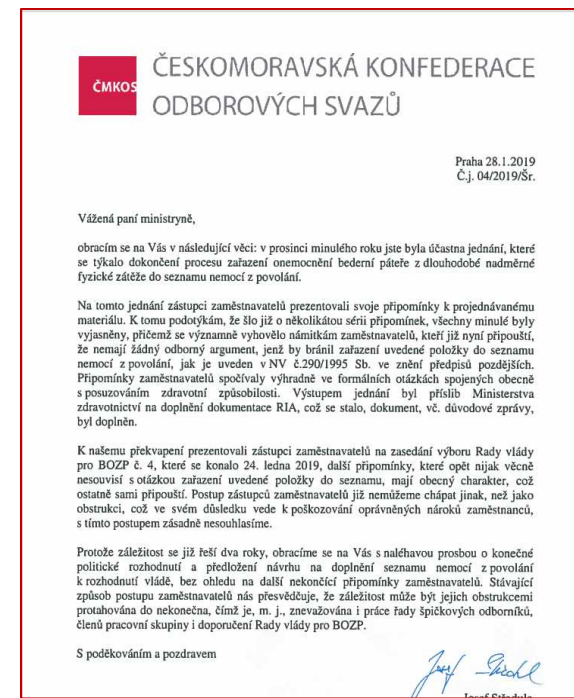 ČMKOS
ČESKOMORAVSKÁ KONFEDERACE
ODBOROVÝCH SVAZŮ
Praha 28.1.2019
Č.j. 04/2019/Šr.
Vážená paní ministryně,
obracím se na Vás v následující věci: v prosinci minulého roku jste byla účastna jednání, které
se týkalo dokončení procesu zařazení onemocnění bederní páteře z dlouhodobé nadměrné
fyzické zátěže do seznamu nemocí z povolání.
Na tomto jednání zástupci zaměstnavatelů prezentovali svoje připomínky k projednávanému
materiálu. K tomu podotýkám, že šlo již o několikátou sérii připomínek, všechny minulé byly
vyjasněny, přičemž se významně vyhovělo námitkám zaměstnavatelů, kteří již nyní připouští,
že nemají žádný odborný argument, jenž by bránil zařazení uvedené položky do seznamu
nemocí z povolání, jak je uveden v NV č.290/1995 Sb. ve znění předpisů pozdějších.
Připomínky zaměstnavatelů spočívaly výhradně ve formálních otázkách spojených obecně
s posuzováním zdravotní způsobilosti. Výstupem jednání byl příslib Ministerstva
zdravotnictví na doplnění dokumentace RIA, což se stalo, dokument, vč. důvodové zprávy,
byl doplněn.
K našemu překvapení prezentovali zástupci zaměstnavatelů na zasedání výboru Rady vlády
pro BOZP č. 4, které se konalo 24. ledna 2019, další připomínky, které opět nijak věcně
nesouvisí s otázkou zařazení uvedené položky do seznamu, mají obecný charakter, což
ostatně sami připouští. Postup zástupců zaměstnavatelů již nemůžeme chápat jinak, než jako
obstrukci, což ve svém důsledku vede k poškozování oprávněných nároků zaměstnanců,
s tímto postupem zásadně nesouhlasíme.
Protože záležitost se již řeší dva roky, obracíme se na Vás s naléhavou prosbou o konečné
politické rozhodnutí a předložení návrhu na doplnění seznamu nemocí z povolání
k rozhodnutí vládě, bez ohledu na další nekončící připomínky zaměstnavatelů. Stávající
způsob postupu zaměstnavatelů nás přesvědčuje, že záležitost může být jejich obstrukcemi
protahována do nekonečna, čímž je, m. j., znevažována i práce řady špičkových odborníků,
členů pracovní skupiny i doporučení Rady vlády pro BOZP.
S poděkováním a pozdravem
Josef Středula